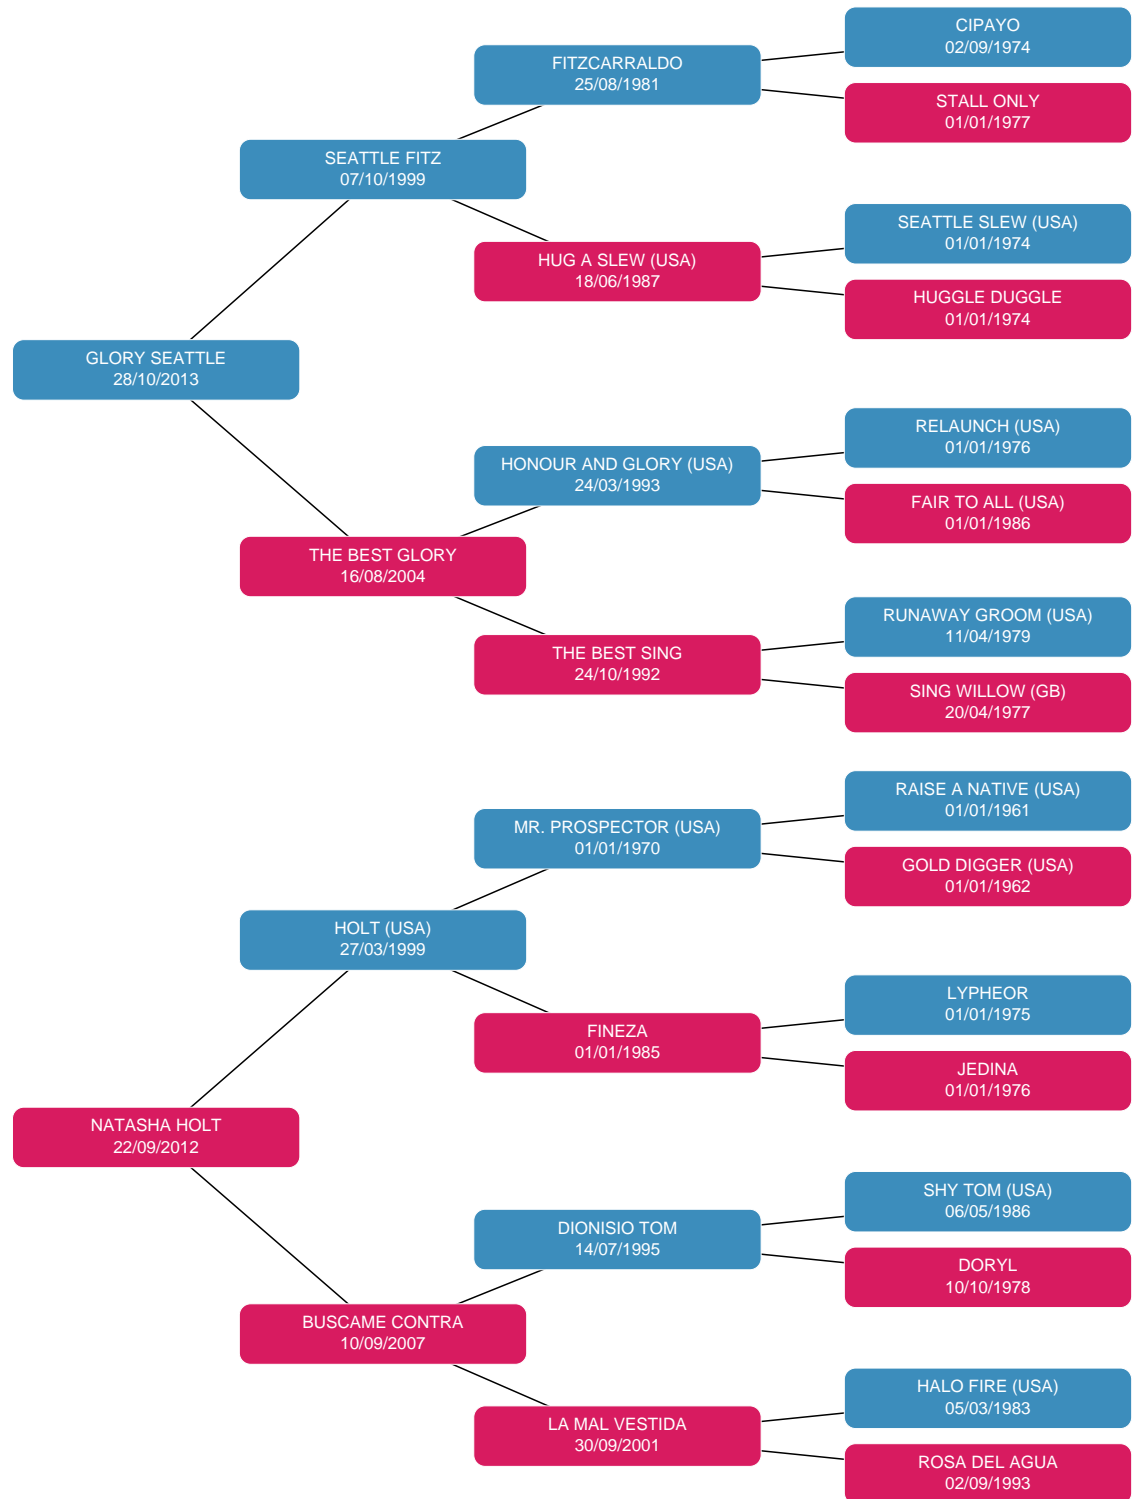 CIPAYO
02/09/1974
FITZCARRALDO
25/08/1981
STALL ONLY
01/01/1977
SEATTLE FITZ
07/10/1999
SEATTLE SLEW (USA)
01/01/1974
HUG A SLEW (USA)
18/06/1987
HUGGLE DUGGLE
01/01/1974
GLORY SEATTLE
28/10/2013
RELAUNCH (USA)
01/01/1976
HONOUR AND GLORY (USA)
24/03/1993
FAIR TO ALL (USA)
01/01/1986
THE BEST GLORY
16/08/2004
RUNAWAY GROOM (USA)
11/04/1979
THE BEST SING
24/10/1992
SING WILLOW (GB)
20/04/1977
RAISE A NATIVE (USA)
01/01/1961
MR. PROSPECTOR (USA)
01/01/1970
GOLD DIGGER (USA)
01/01/1962
HOLT (USA)
27/03/1999
LYPHEOR
01/01/1975
FINEZA
01/01/1985
JEDINA
01/01/1976
NATASHA HOLT
22/09/2012
SHY TOM (USA)
06/05/1986
DIONISIO TOM
14/07/1995
DORYL
10/10/1978
BUSCAME CONTRA
10/09/2007
HALO FIRE (USA)
05/03/1983
LA MAL VESTIDA
30/09/2001
ROSA DEL AGUA
02/09/1993